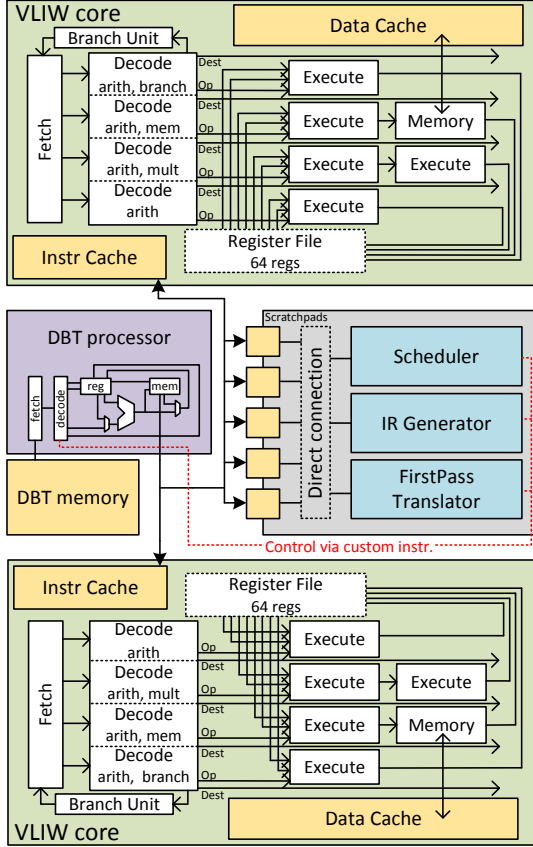 VLIW core
Data Cache
Branch Unit
Fetch
Decode
arith, branch
Decode
arith, mem
Decode
arith, mult
Decode
arith
Dest
Op
Dest
Op
Dest
Op
Dest
Op
Execute
Execute
Memory
Execute
Execute
Execute
Register File
64 regs
Instr Cache
DBT processor
fetch
decode
reg
mem
DBT memory
Scratchpads
Direct connection
Scheduler
IR Generator
FirstPass
Translator
Control via custom instr.
Instr Cache
Register File
64 regs
Fetch
Decode
arith
Decode
arith, mult
Decode
arith, mem
Decode
arith, branch
Op
Dest
Op
Dest
Op
Dest
Op
Dest
Execute
Execute
Execute
Execute
Memory
Execute
Branch Unit
Data Cache
VLIW core